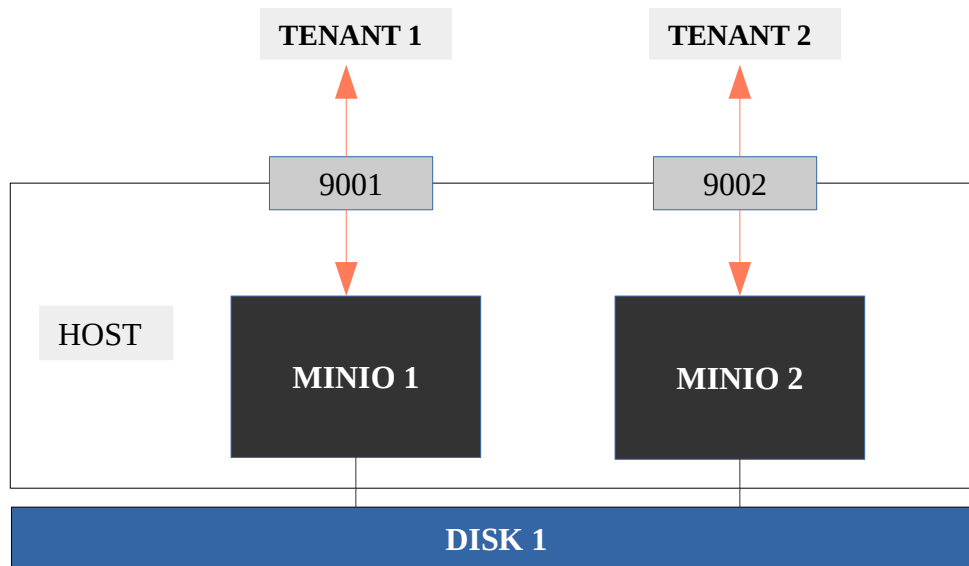 TENANT 1
TENANT 2
9001
9002
HOST
MINIO 1
MINIO 2
DISK 1